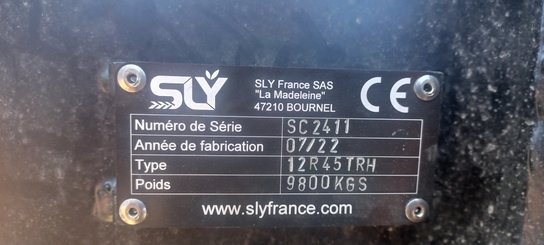 SLY
SLY France SAS
"La Madeleine"
47210 BOURNEL
CE
Numéro de Série SC2411
Année de fabrication 07/22
Type 12R45TRH
Poids 9800KGS
www.slyfrance.com